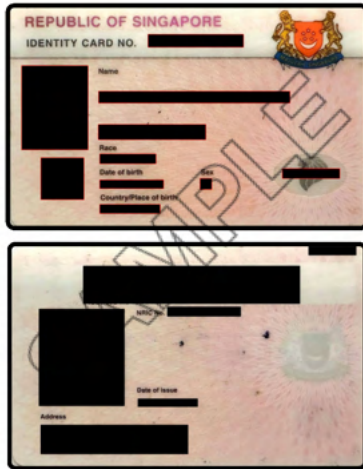 REPUBLIC OF SINGAPORE
IDENTITY CARD NO.
Name
Race
Date of birth Sex
Country/Place of birth
SAMPLE
NRIC No.
Date of Issue
Address